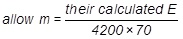 allow m = their calculated E / 4200 × 70